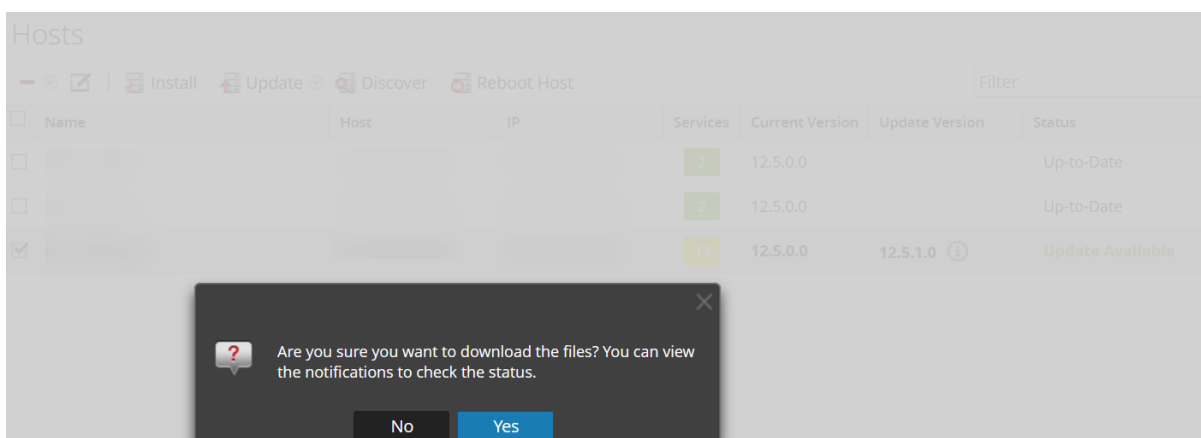 Hosts
Install Update Discover Reboot Host Filter
Name Host IP Services Current Version Update Version Status
2 12.5.0.0 Up-to-Date
2 12.5.0.0 Up-to-Date
13 12.5.0.0 12.5.1.0 Update Available
Are you sure you want to download the files? You can view
the notifications to check the status.
No Yes